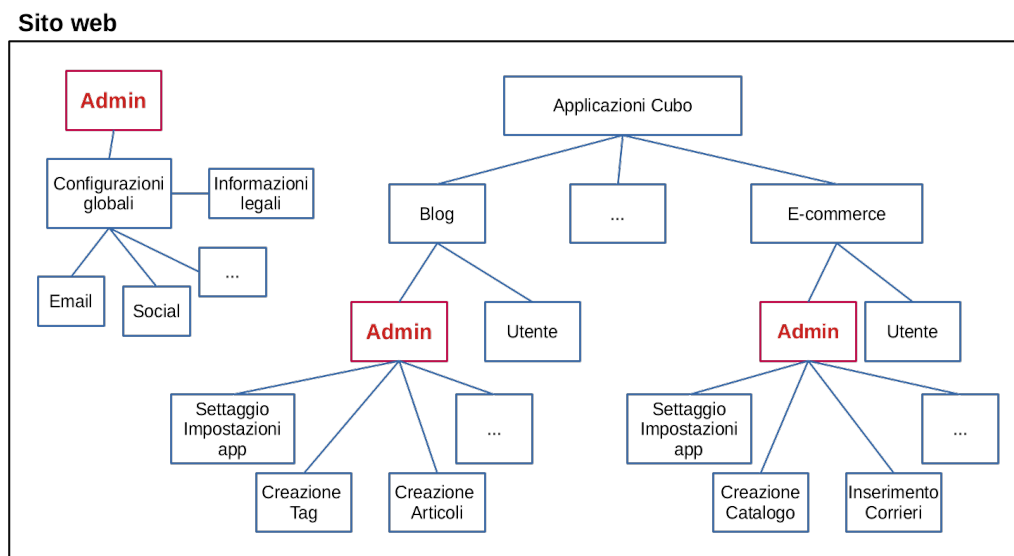 Sito web
Admin
Applicazioni Cubo
Configurazioni
globali
Informazioni
legali
Blog
...
E-commerce
...
Email
Social
Admin
Utente
Admin
Utente
Settaggio
Impostazioni
app
...
Settaggio
Impostazioni
app
...
Creazione
Tag
Creazione
Articoli
Creazione
Catalogo
Inserimento
Corrieri